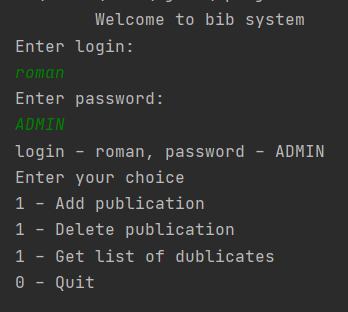 Welcome to bib system
Enter login:
roman
Enter password:
ADMIN
login – roman, password – ADMIN
Enter your choice
1 – Add publication
1 – Delete publication
1 – Get list of dublicates
0 – Quit